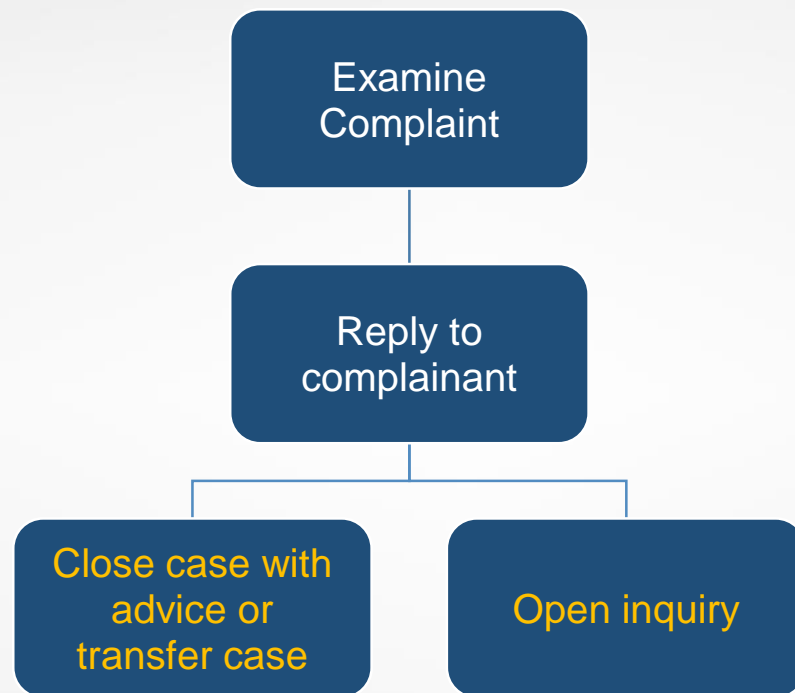 Examine
Complaint
Reply to
complainant
Close case with
advice or
transfer case
Open inquiry